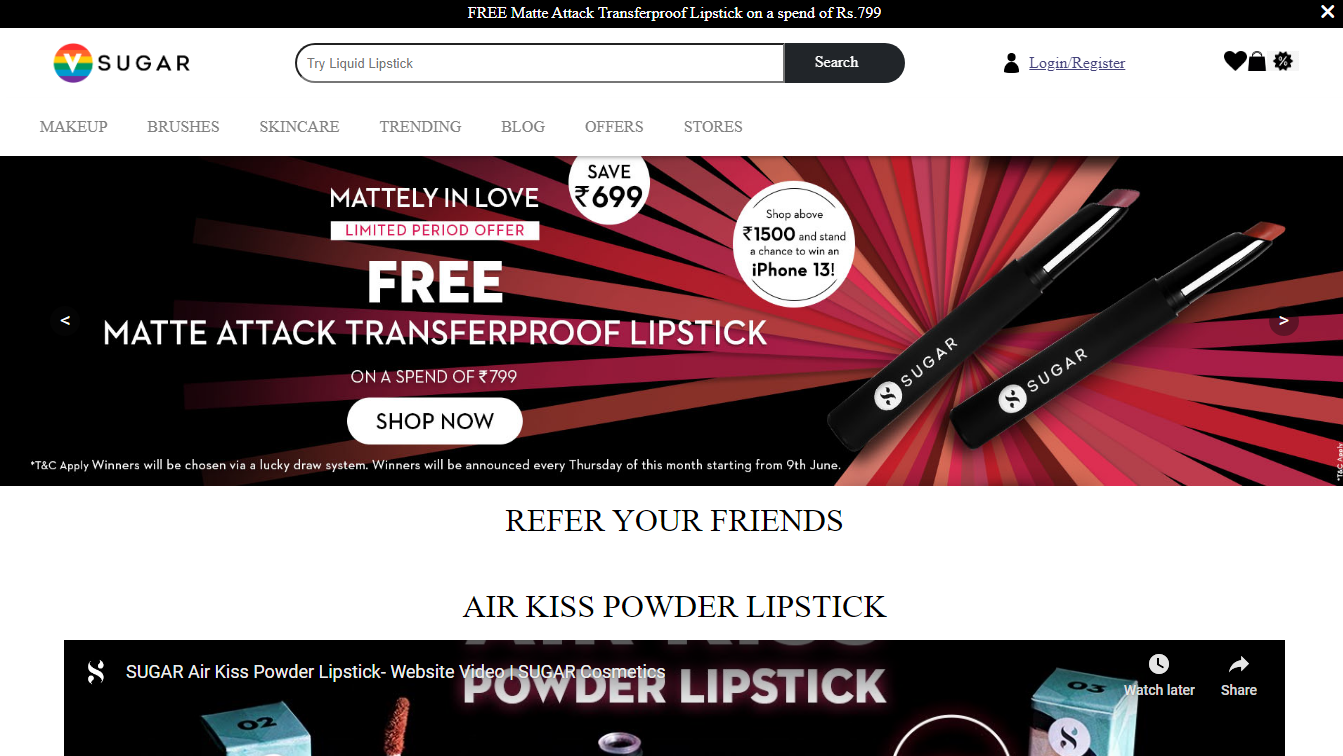 FREE Matte Attack Transferproof Lipstick on a spend of Rs.799
V SUGAR
Try Liquid Lipstick
Search
Login/Register
%
MAKEUP BRUSHES SKINCARE TRENDING BLOG OFFERS STORES
SAVE
₹699
MATTELY IN LOVE
LIMITED PERIOD OFFER
Shop above
₹1500 and stand
a chance to win an
iPhone 13!
FREE
<
>
MATTE ATTACK TRANSFERPROOF LIPSTICK
ON A SPEND OF ₹799
SHOP NOW
SUGAR
SUGAR
*T&C Apply Winners will be chosen via a lucky draw system. Winners will be announced every Thursday of this month starting from 9th June.
*T&C Apply
REFER YOUR FRIENDS
AIR KISS POWDER LIPSTICK
AIR KISS
SUGAR Air Kiss Powder Lipstick- Website Video | SUGAR Cosmetics
POWDER LIPSTICK
Watch later
Share
02
03